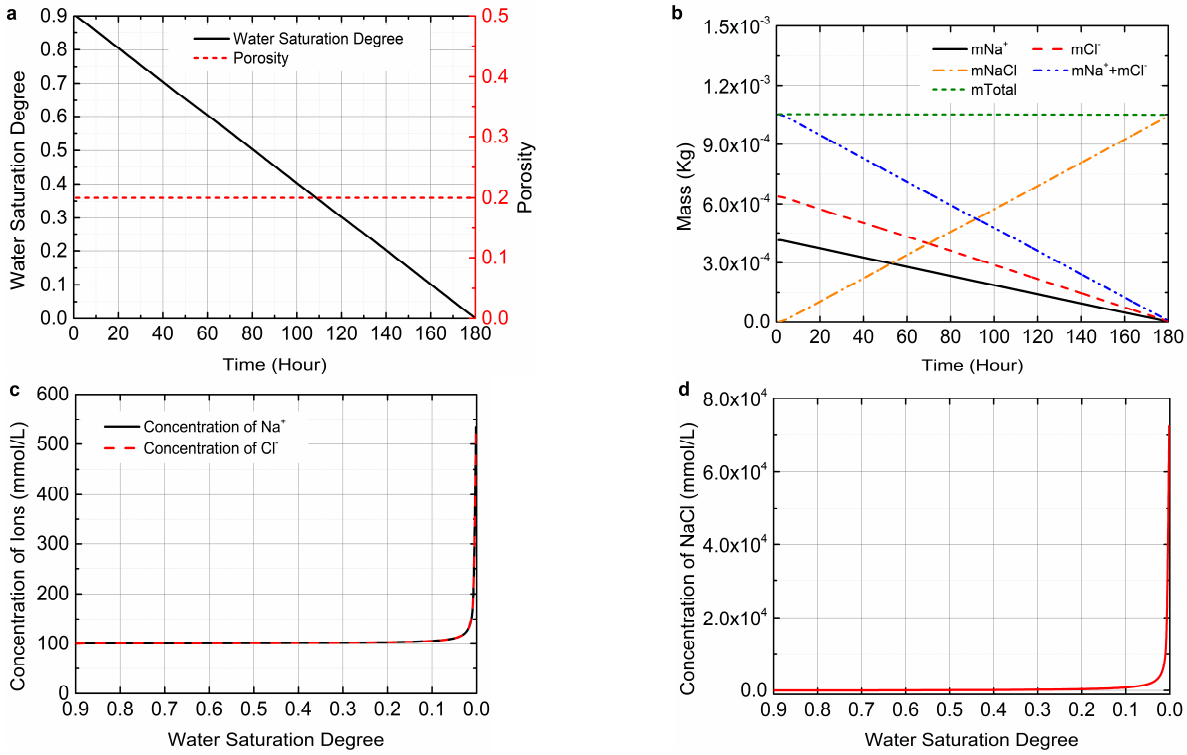 a
0.9
0.8
0.7
0.6
0.5
0.4
0.3
0.2
0.1
0.0
Water Saturation Degree
Water Saturation Degree
Porosity
0.5
0.4
0.3
0.2
0.1
0.0
Porosity
0 20 40 60 80 100 120 140 160 180
Time (Hour)
b
1.5x10⁻³
1.2x10⁻³
9.0x10⁻⁴
6.0x10⁻⁴
3.0x10⁻⁴
0.0
Mass (Kg)
mNa⁺ mCl⁻
mNaCl mNa⁺+mCl⁻
mTotal
0 20 40 60 80 100 120 140 160 180
Time (Hour)
c
600
500
400
300
200
100
0
Concentration of Ions (mmol/L)
Concentration of Na⁺
Concentration of Cl⁻
0.9 0.8 0.7 0.6 0.5 0.4 0.3 0.2 0.1 0.0
Water Saturation Degree
d
8.0x10⁴
6.0x10⁴
4.0x10⁴
2.0x10⁴
0.0
Concentration of NaCl (mmol/L)
0.9 0.8 0.7 0.6 0.5 0.4 0.3 0.2 0.1 0.0
Water Saturation Degree